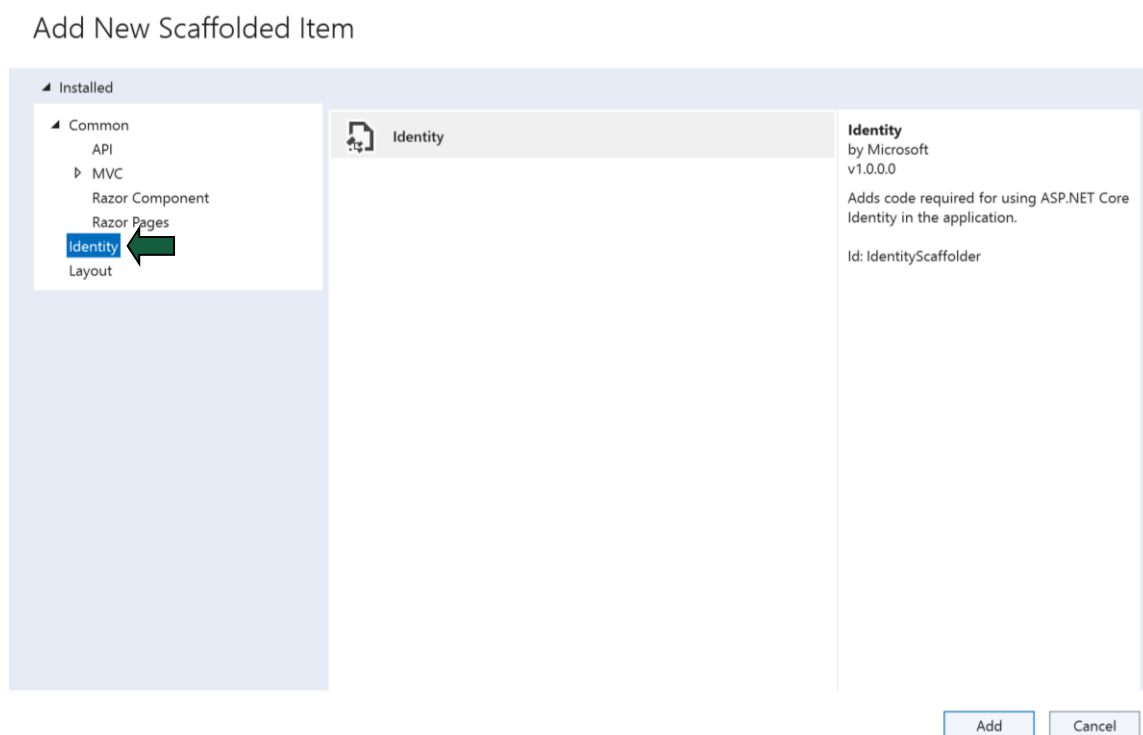 Add New Scaffolded Item
Installed
Common
API
MVC
Razor Component
Razor Pages
Identity
Layout
Identity
Identity
by Microsoft
v1.0.0.0
Adds code required for using ASP.NET Core
Identity in the application.
Id: IdentityScaffolder
Add
Cancel